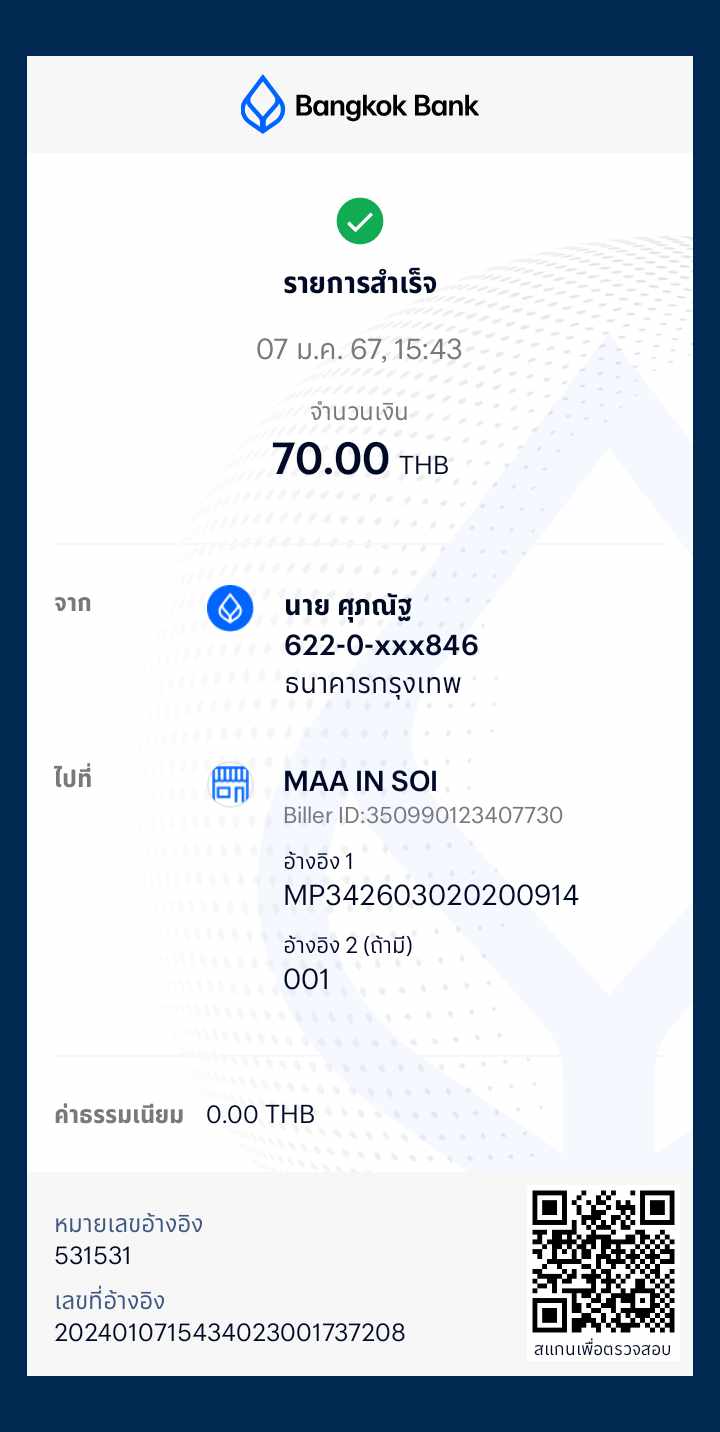 Bangkok Bank
รายการสำเร็จ
07 ม.ค. 67, 15:43
จำนวนเงิน
70.00 THB
จาก
นาย ศุภณัฐ
622-0-xxx846
ธนาคารกรุงเทพ
ไปที่
MAA IN SOI
Biller ID:350990123407730
อ้างอิง 1
MP342603020200914
อ้างอิง 2 (ถ้ามี)
001
ค่าธรรมเนียม 0.00 THB
หมายเลขอ้างอิง
531531
เลขที่อ้างอิง
2024010715434023001737208
สแกนเพื่อตรวจสอบ